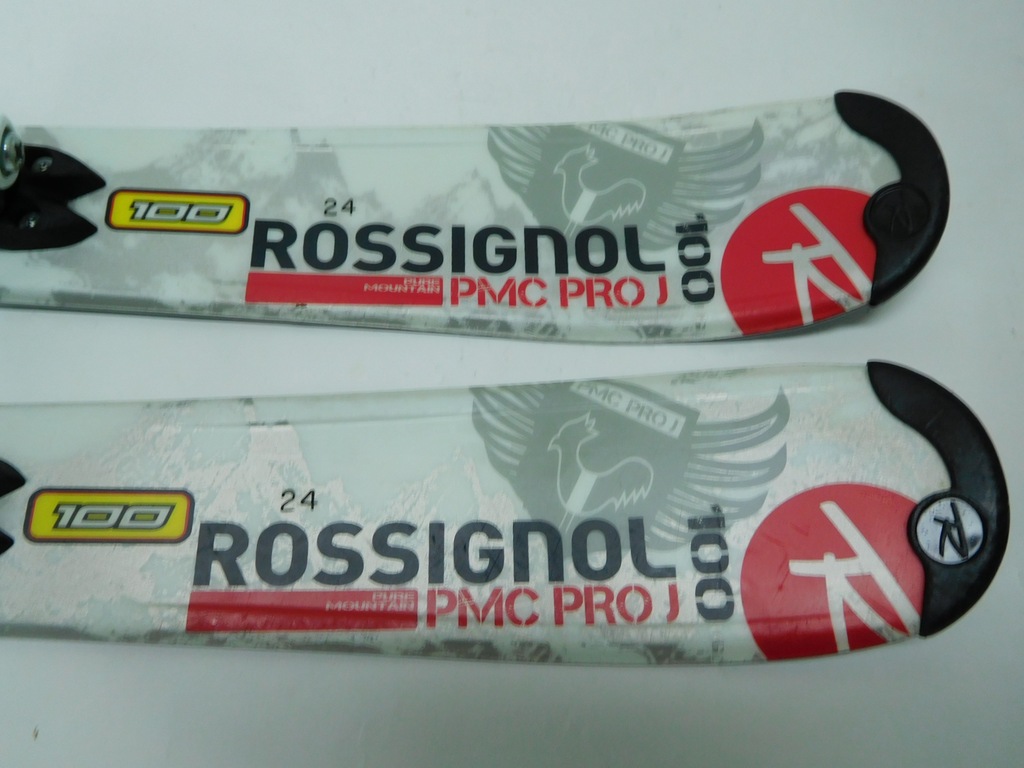 PMC PRO J
24
100
ROSSIGNOL
100
PURE
MOUNTAIN
PMC PRO J
R
PMC PRO J
24
100
ROSSIGNOL
100
PURE
MOUNTAIN
PMC PRO J
R